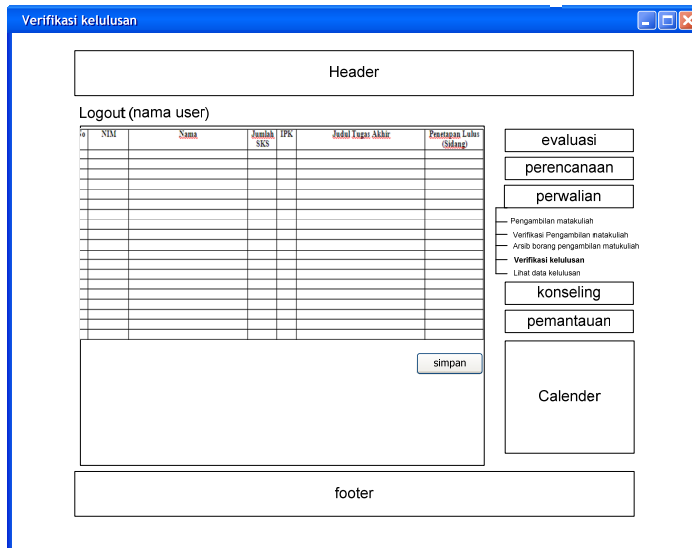 Verifikasi kelulusan
Header
Logout (nama user)
o NIM Nama Jumlah SKS IPK Judul Tugas Akhir Penetapan Lulus (Sidang)
evaluasi
perencanaan
perwalian
Pengambilan matakuliah
Verifikasi Pengambilan matakuliah
Arsib borang pengambilan matukuliah
Verifikasi kelulusan
Lihat data kelulusan
konseling
pemantauan
simpan
Calender
footer